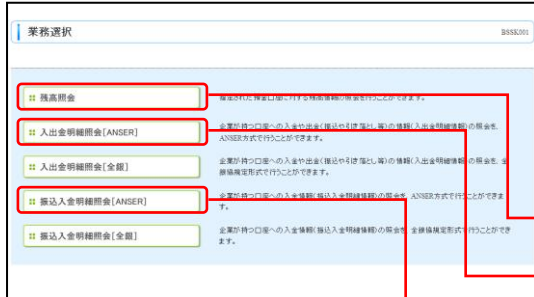 業務選択
BSSK001
残高照会
指定された預金口座に対する残高情報の照会を行うことができます。
入出金明細照会[ANSER]
企業が持つ口座への入金や出金(振込や引き落とし等)の情報(入出金明細情報)の照会を、
ANSER方式で行うことができます。
入出金明細照会[全銀]
企業が持つ口座への入金や出金(振込や引き落とし等)の情報(入出金明細情報)の照会を、全
銀協規定形式で行うことができます。
振込入金明細照会[ANSER]
企業が持つ口座への入金情報(振込入金明細情報)の照会を、ANSER方式で行うことができま
す。
振込入金明細照会[全銀]
企業が持つ口座への入金情報(振込入金明細情報)の照会を、全銀協規定形式で行うことができ
ます。